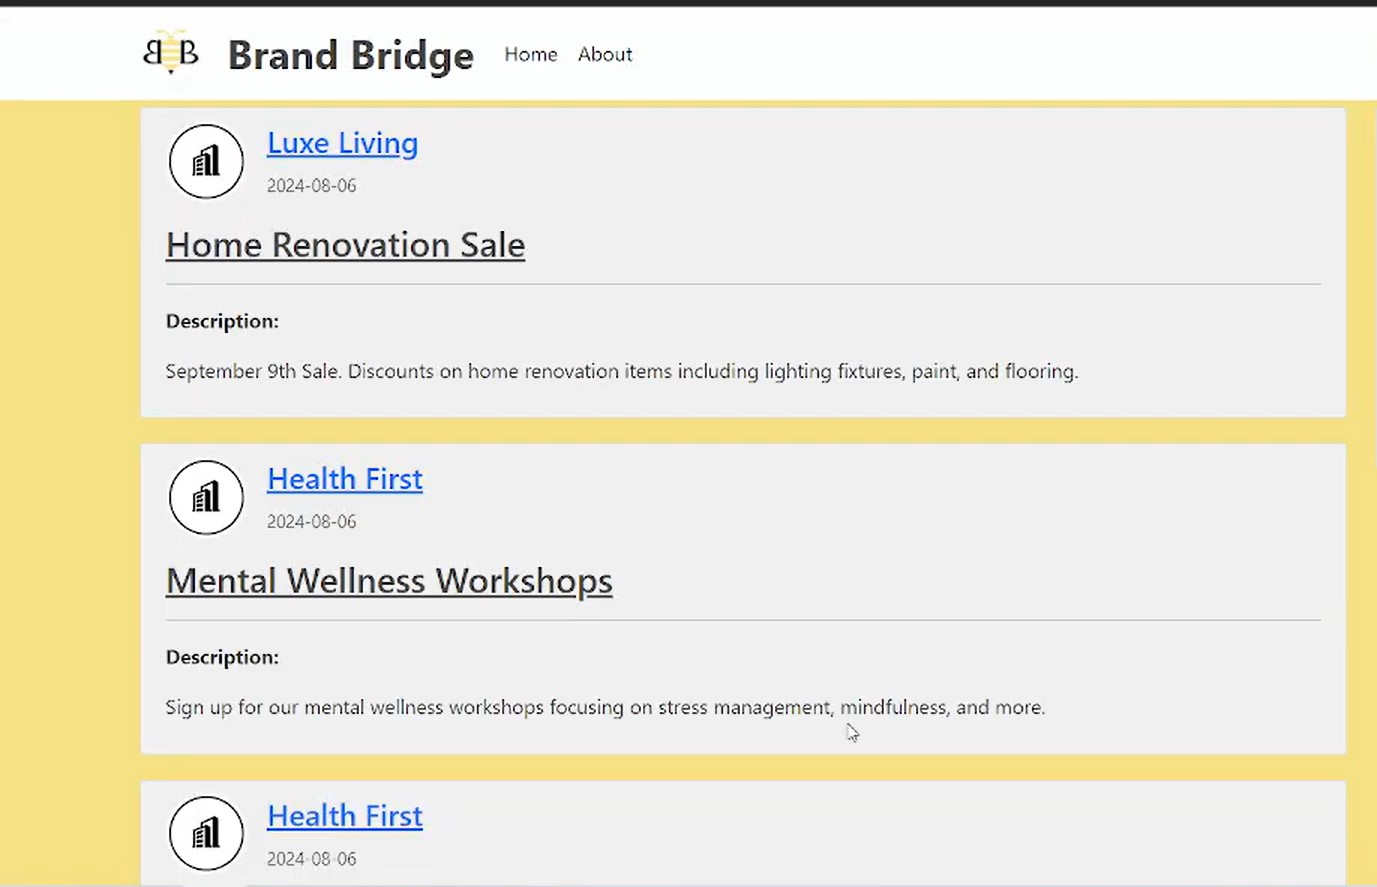 BB Brand Bridge Home About
Luxe Living
2024-08-06
Home Renovation Sale
Description:
September 9th Sale. Discounts on home renovation items including lighting fixtures, paint, and flooring.
Health First
2024-08-06
Mental Wellness Workshops
Description:
Sign up for our mental wellness workshops focusing on stress management, mindfulness, and more.
Health First
2024-08-06